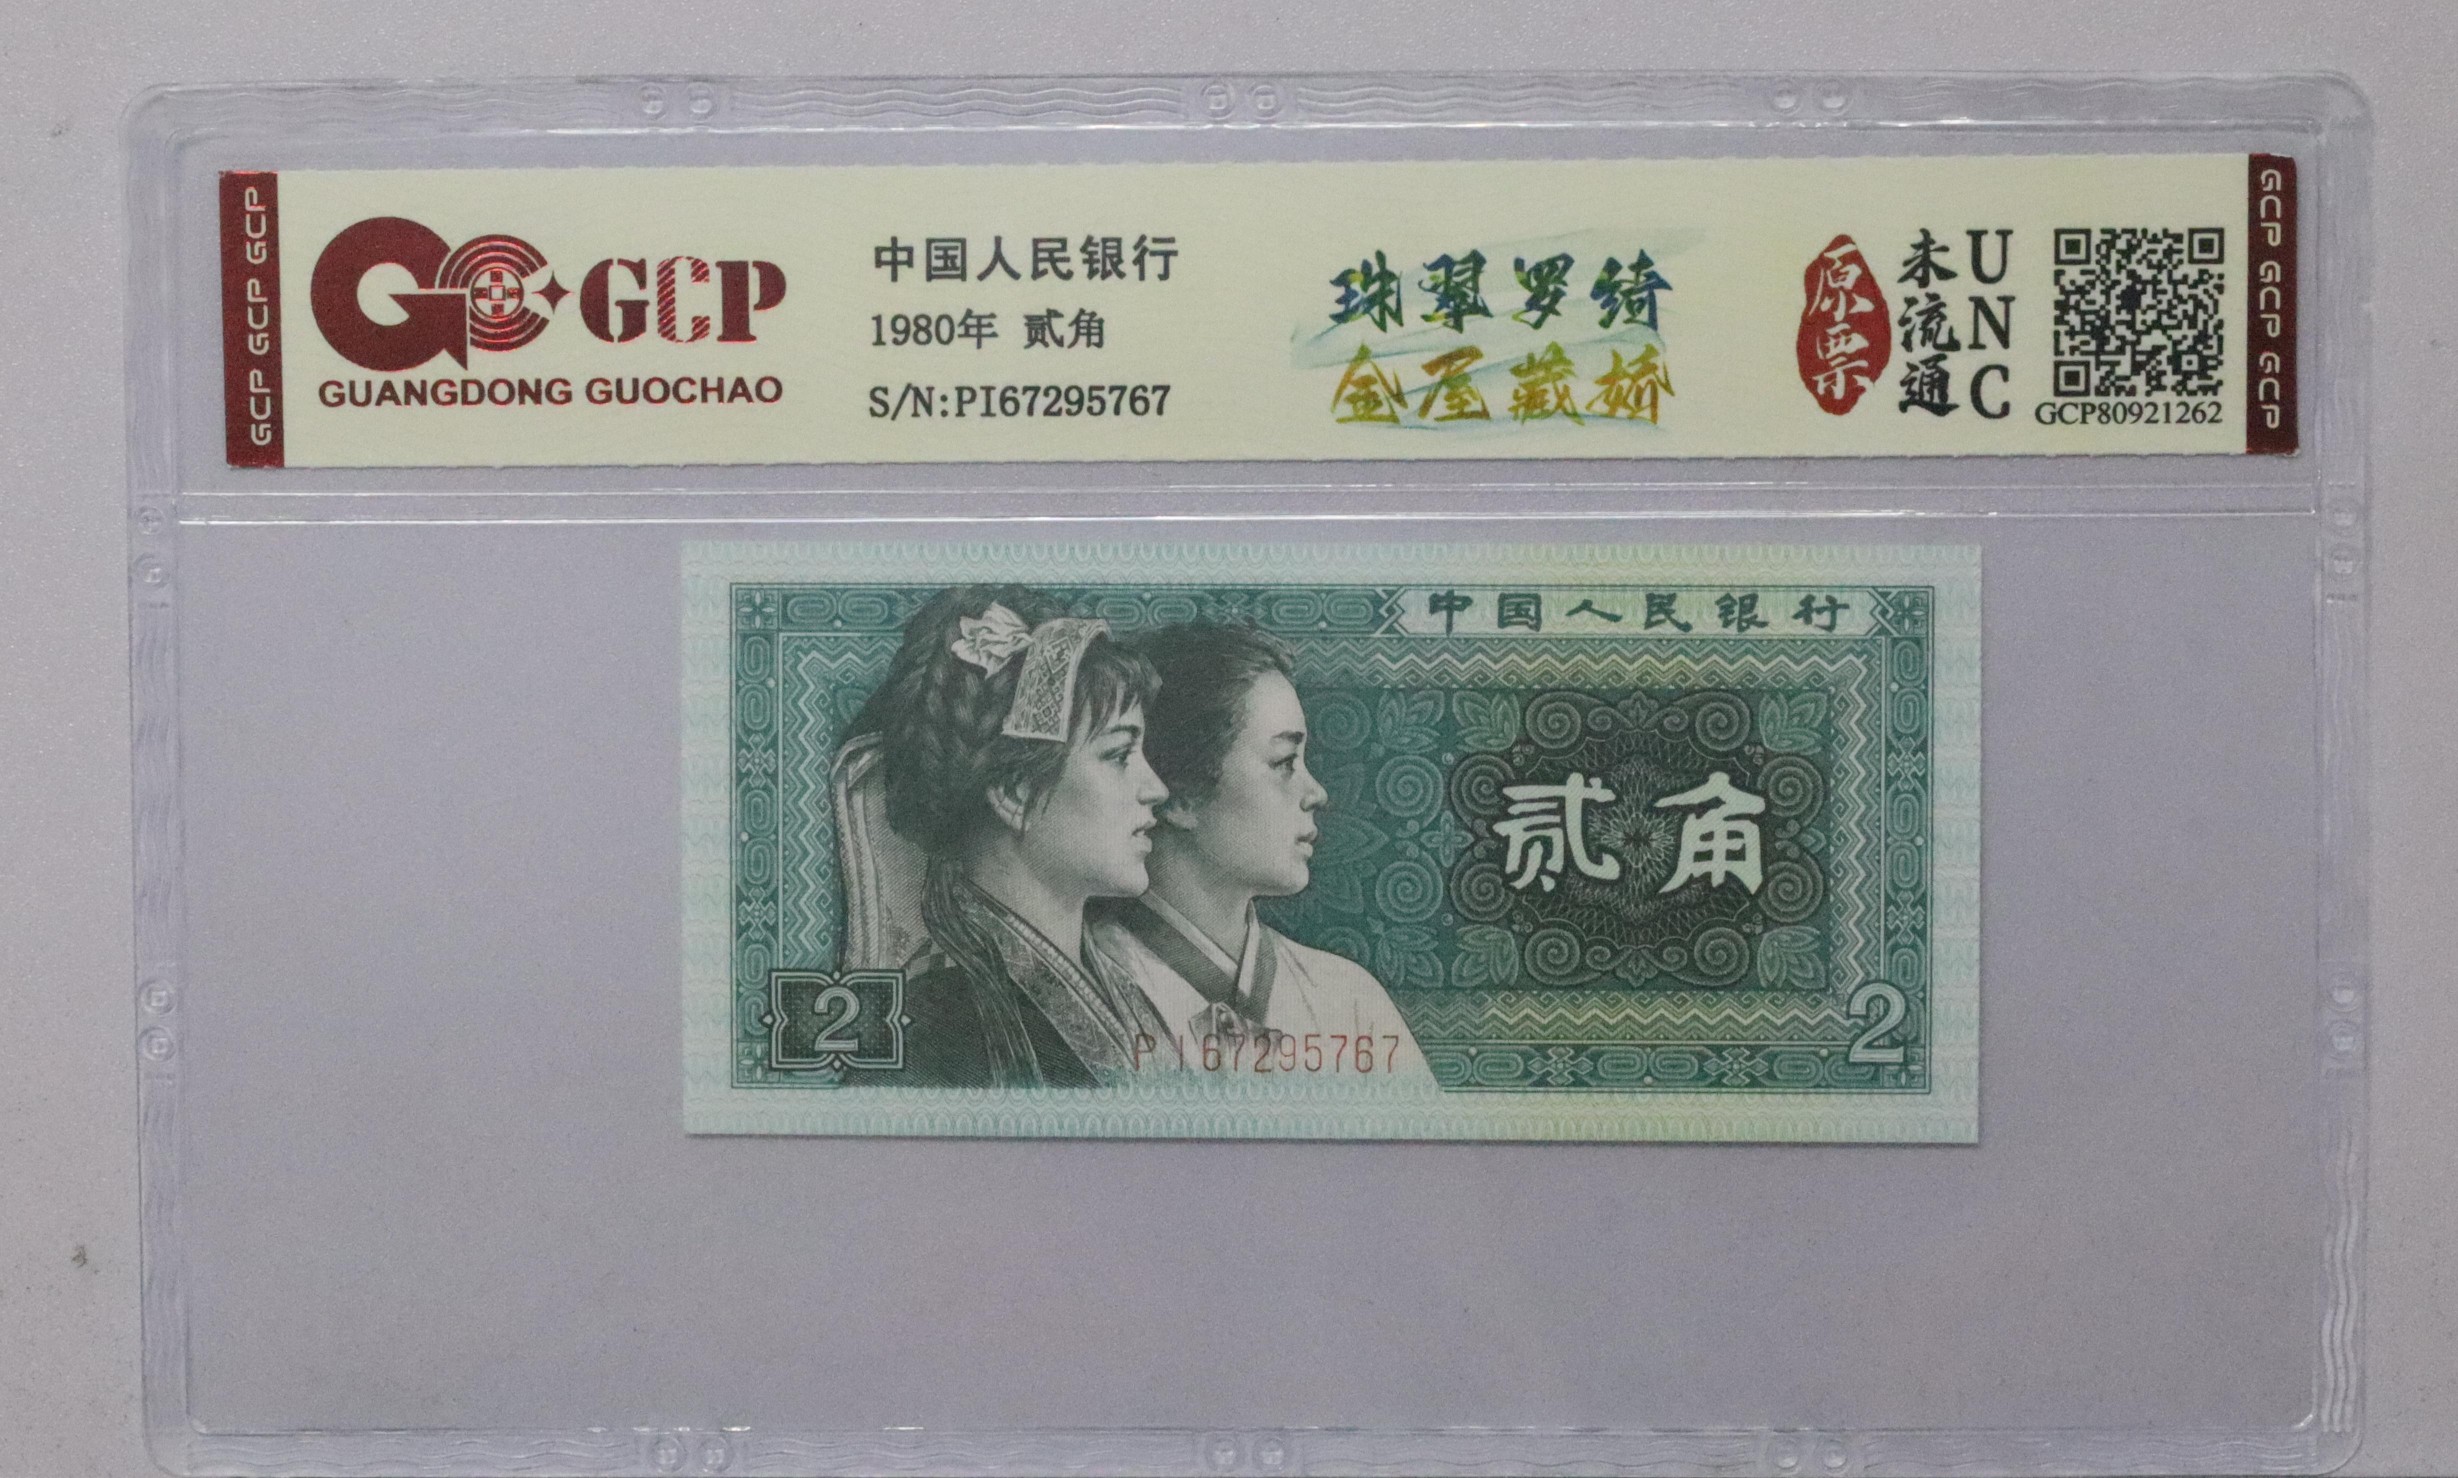 GCP GCP GCP
GCP
GUANGDONG GUOCHAO
中国人民银行
1980年 贰角
S/N:PI67295767
珠翠罗绮
金屋藏娇
原票
未流通
UNC
GCP80921262
GCP GCP GCP
中国人民银行
贰角
2
PI67295767
2